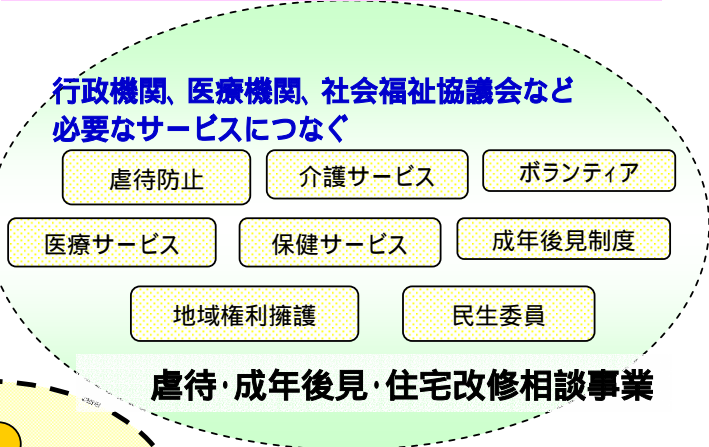 行政機関、医療機関、社会福祉協議会など
必要なサービスにつなぐ
虐待防止
介護サービス
ボランティア
医療サービス
保健サービス
成年後見制度
地域権利擁護
民生委員
虐待・成年後見・住宅改修相談事業